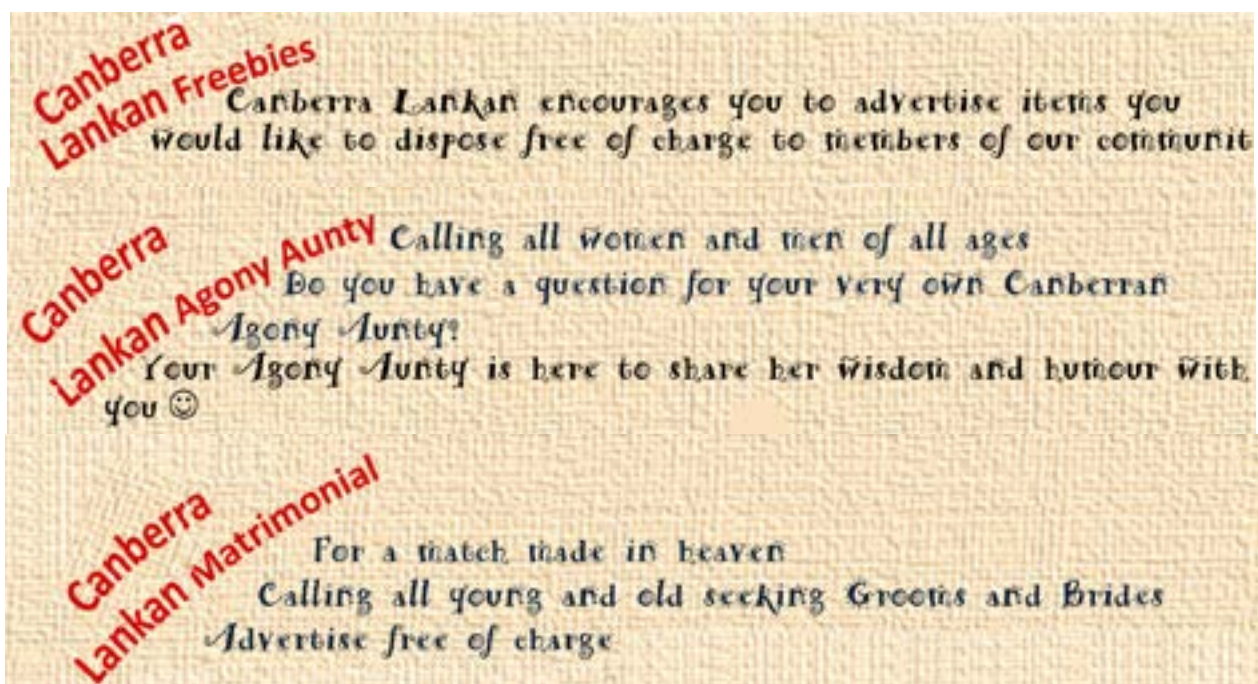 Canberra
Lankan Freebies
Canberra Lankan encourages you to advertise items you
would like to dispose free of charge to members of our communit
Canberra
Lankan Agony Aunty
Calling all women and men of all ages
Do you have a question for your very own Canberran
Agony Aunty?
Your Agony Aunty is here to share her wisdom and humour with
you ☺
Canberra
Lankan Matrimonial
For a match made in heaven
Calling all young and old seeking Grooms and Brides
Advertise free of charge